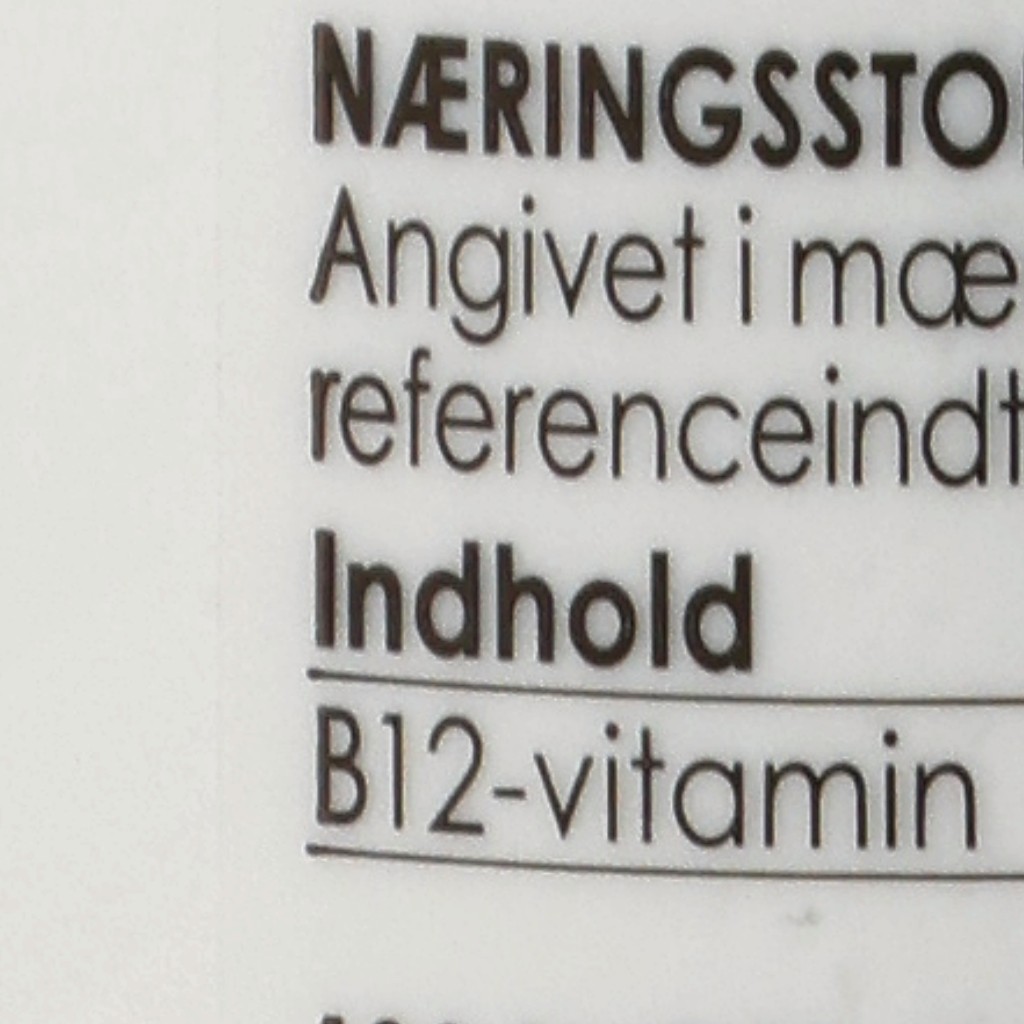 NÆRINGSSTO
Angivet i mæ
referenceindt
Indhold
B12-vitamin